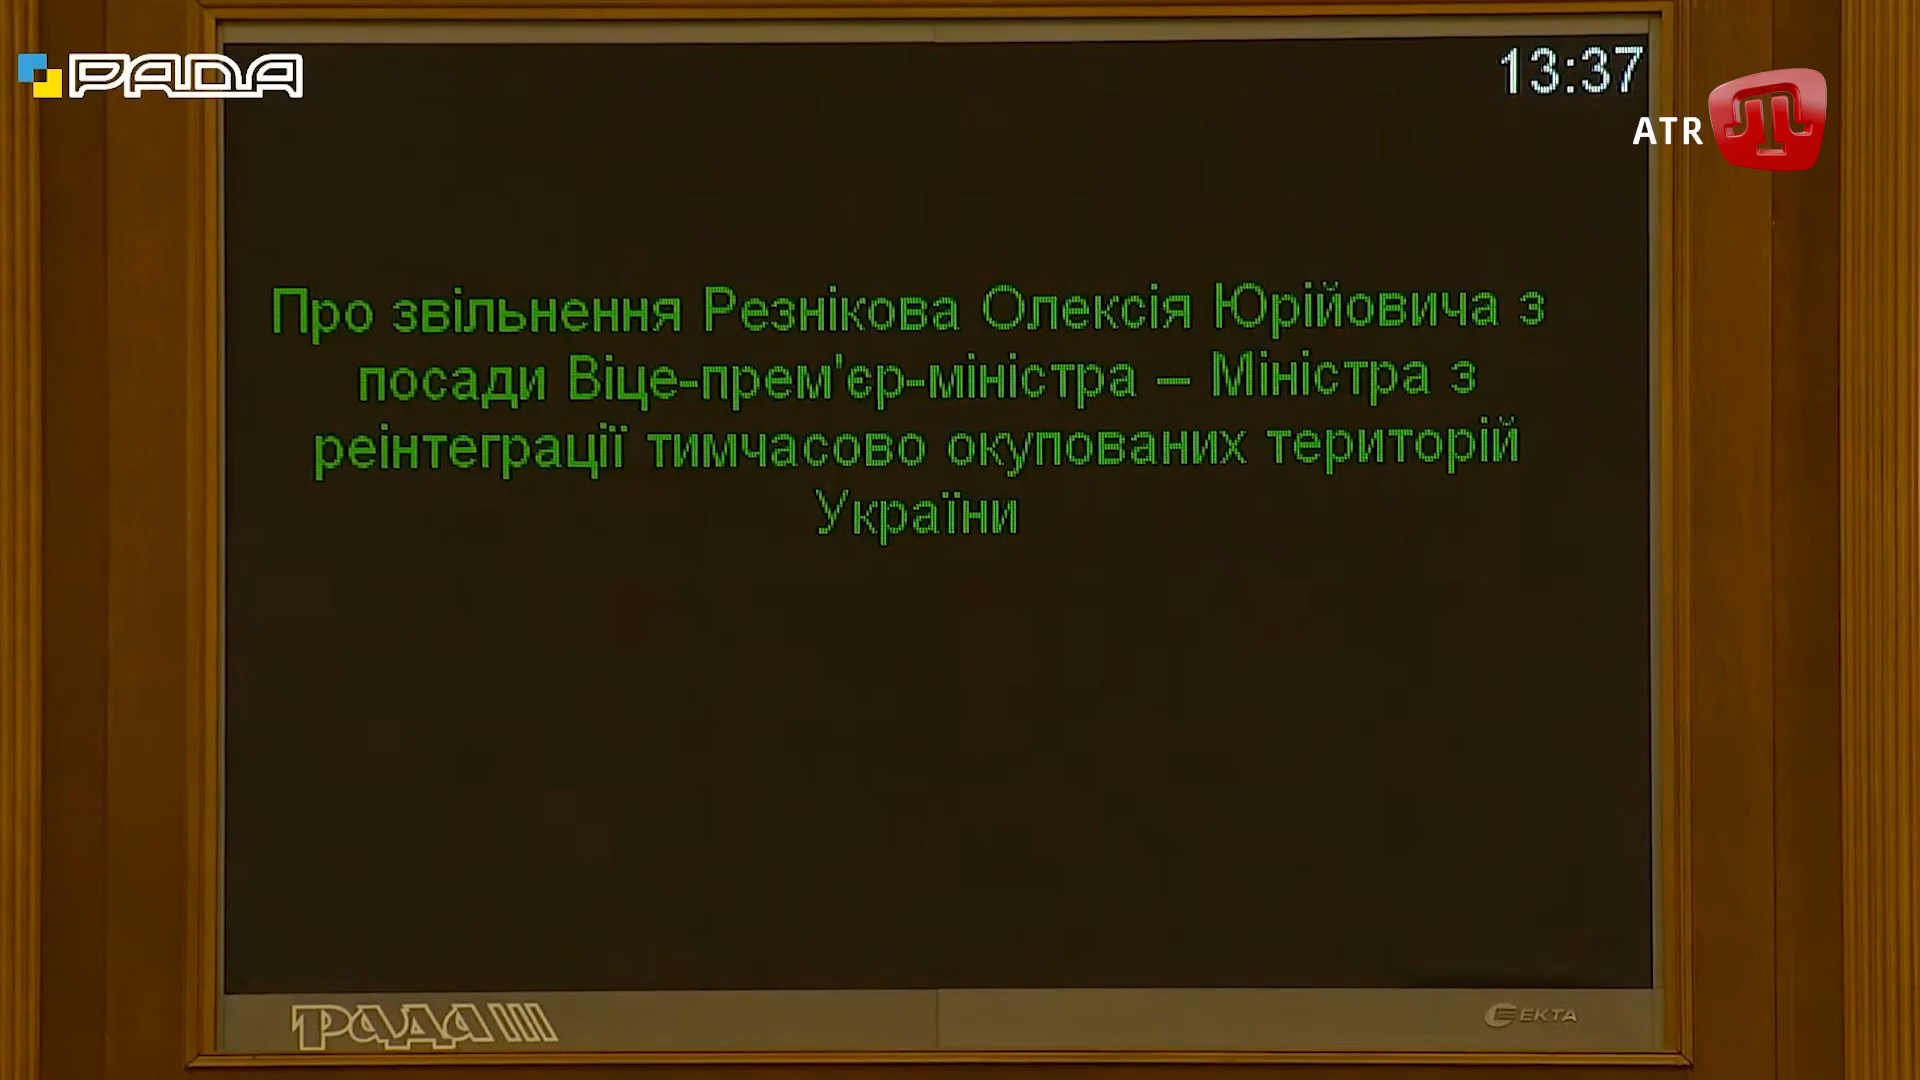 РАДА
13:37
ATR
Про звільнення Резнікова Олексія Юрійовича з
посади Віце-прем'єр-міністра – Міністра з
реінтеграції тимчасово окупованих територій
України
РАДА III
ЕКТА